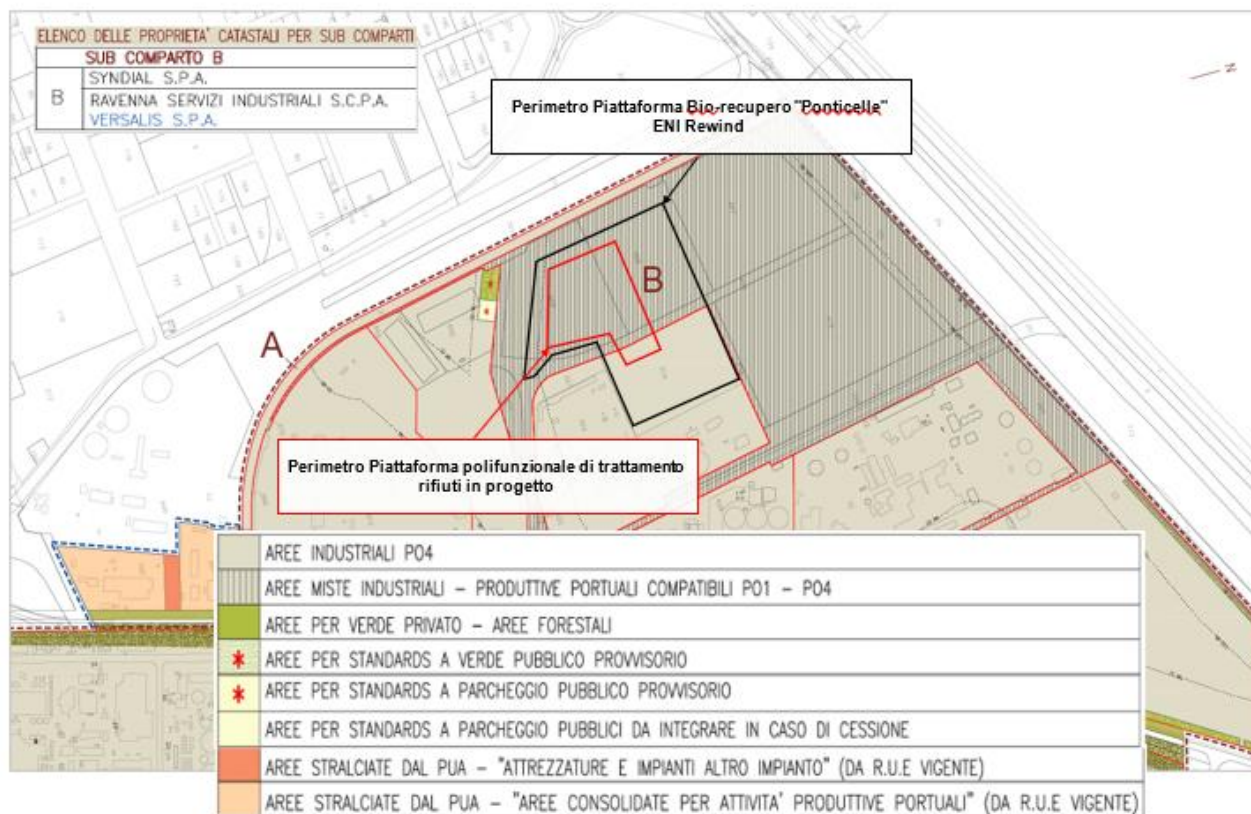 ELENCO DELLE PROPRIETA' CATASTALI PER SUB COMPARTI
SUB COMPARTO B
B
SYNDIAL S.P.A.
RAVENNA SERVIZI INDUSTRIALI S.C.P.A.
VERSALIS S.P.A.
N
Perimetro Piattaforma Bio-recupero "Ponticelle"
ENI Rewind
B
A
Perimetro Piattaforma polifunzionale di trattamento
rifiuti in progetto
AREE INDUSTRIALI PO4
AREE MISTE INDUSTRIALI – PRODUTTIVE PORTUALI COMPATIBILI PO1 – PO4
AREE PER VERDE PRIVATO – AREE FORESTALI
AREE PER STANDARDS A VERDE PUBBLICO PROVVISORIO
AREE PER STANDARDS A PARCHEGGIO PUBBLICO PROVVISORIO
AREE PER STANDARDS A PARCHEGGIO PUBBLICI DA INTEGRARE IN CASO DI CESSIONE
AREE STRALCIATE DAL PUA – "ATTREZZATURE E IMPIANTI ALTRO IMPIANTO" (DA R.U.E VIGENTE)
AREE STRALCIATE DAL PUA – "AREE CONSOLIDATE PER ATTIVITA' PRODUTTIVE PORTUALI" (DA R.U.E VIGENTE)